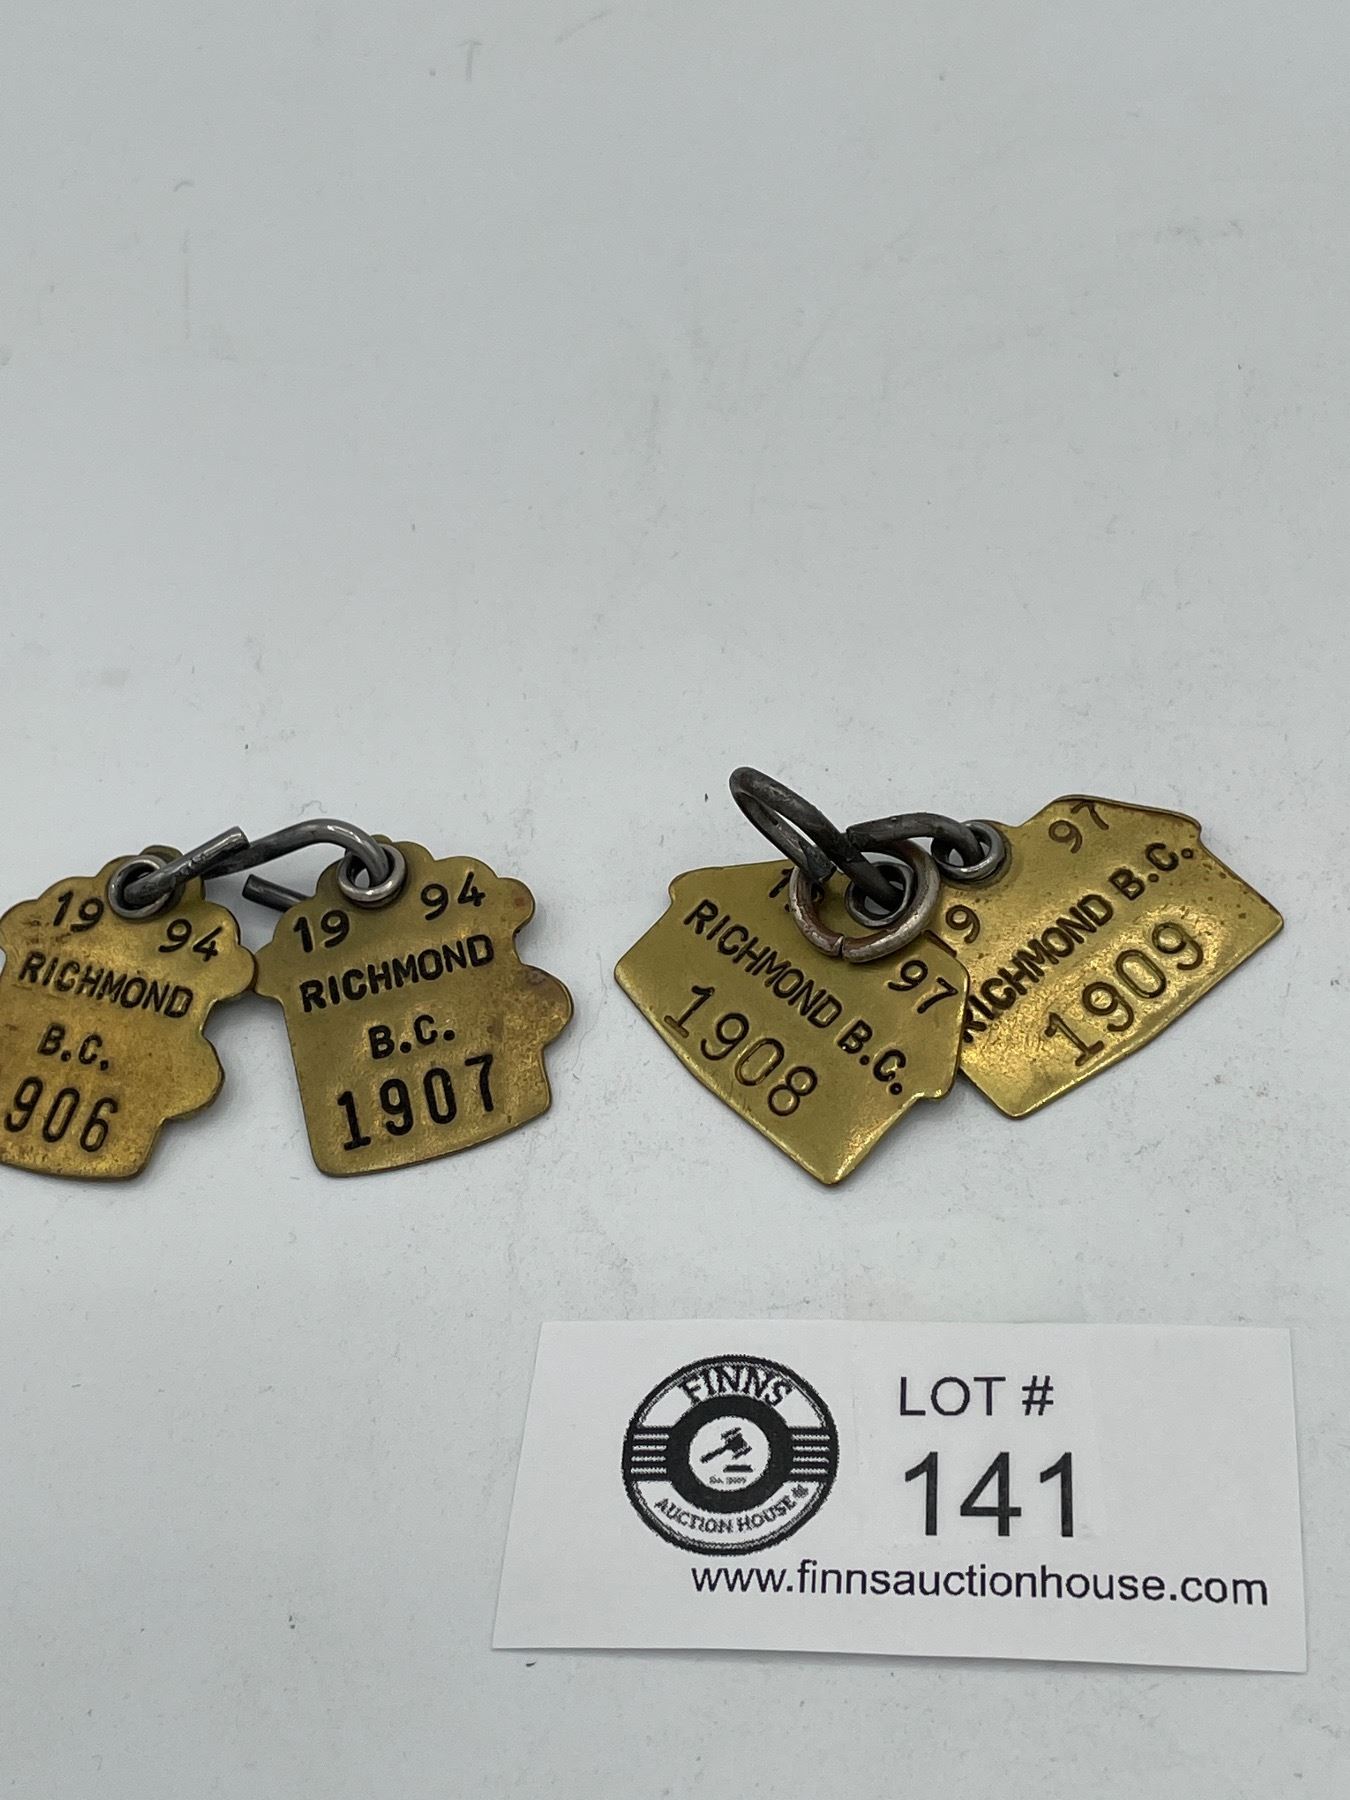 19 94
RICHMOND
B.C.
906
19 94
RICHMOND
B.C.
1907
97
RICHMOND B.C.
1908
19 97
RICHMOND B.C.
1909
FINNS
AUCTION HOUSE
LOT #
141
www.finnsauctionhouse.com